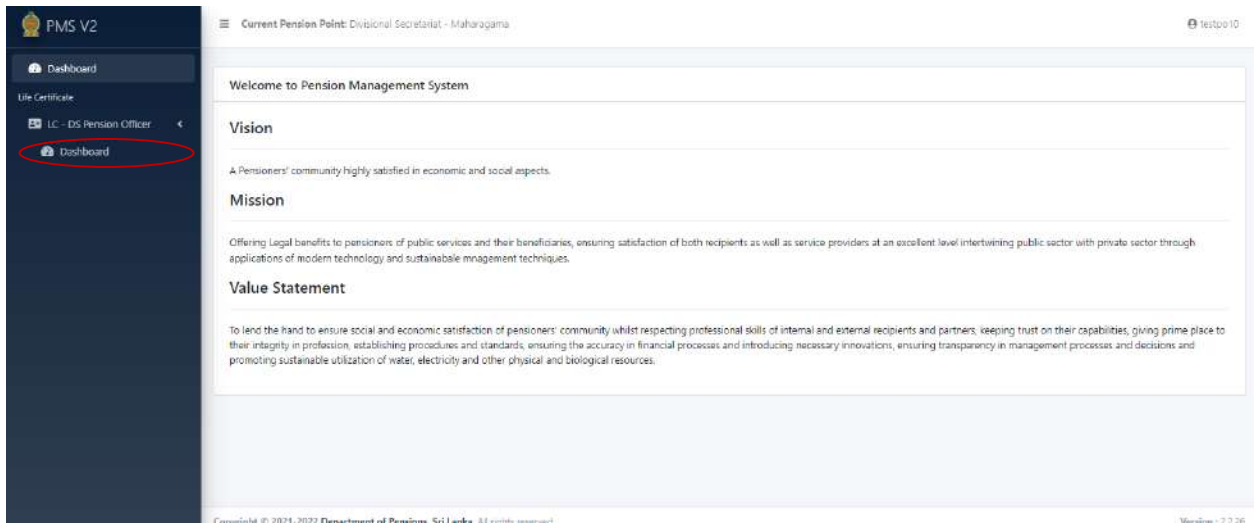 PMS V2
Current Pension Point: Divisional Secretariat - Maharagama
testpo10
Dashboard
Life Certificate
LC - DS Pension Officer
Dashboard
Welcome to Pension Management System
Vision
A Pensioners' community highly satisfied in economic and social aspects.
Mission
Offering Legal benefits to pensioners of public services and their beneficiaries, ensuring satisfaction of both recipients as well as service providers at an excellent level intertwining public sector with private sector through
applications of modern technology and sustainabale mnagement techniques.
Value Statement
To lend the hand to ensure social and economic satisfaction of pensioners' community whilst respecting professional skills of internal and external recipients and partners, keeping trust on their capabilities, giving prime place to
their integrity in profession, establishing procedures and standards, ensuring the accuracy in financial processes and introducing necessary innovations, ensuring transparency in management processes and decisions and
promoting sustainable utilization of water, electricity and other physical and biological resources.
Copyright © 2021-2022 Department of Pensions, Sri Lanka. All rights reserved.
Version : 2.2.26